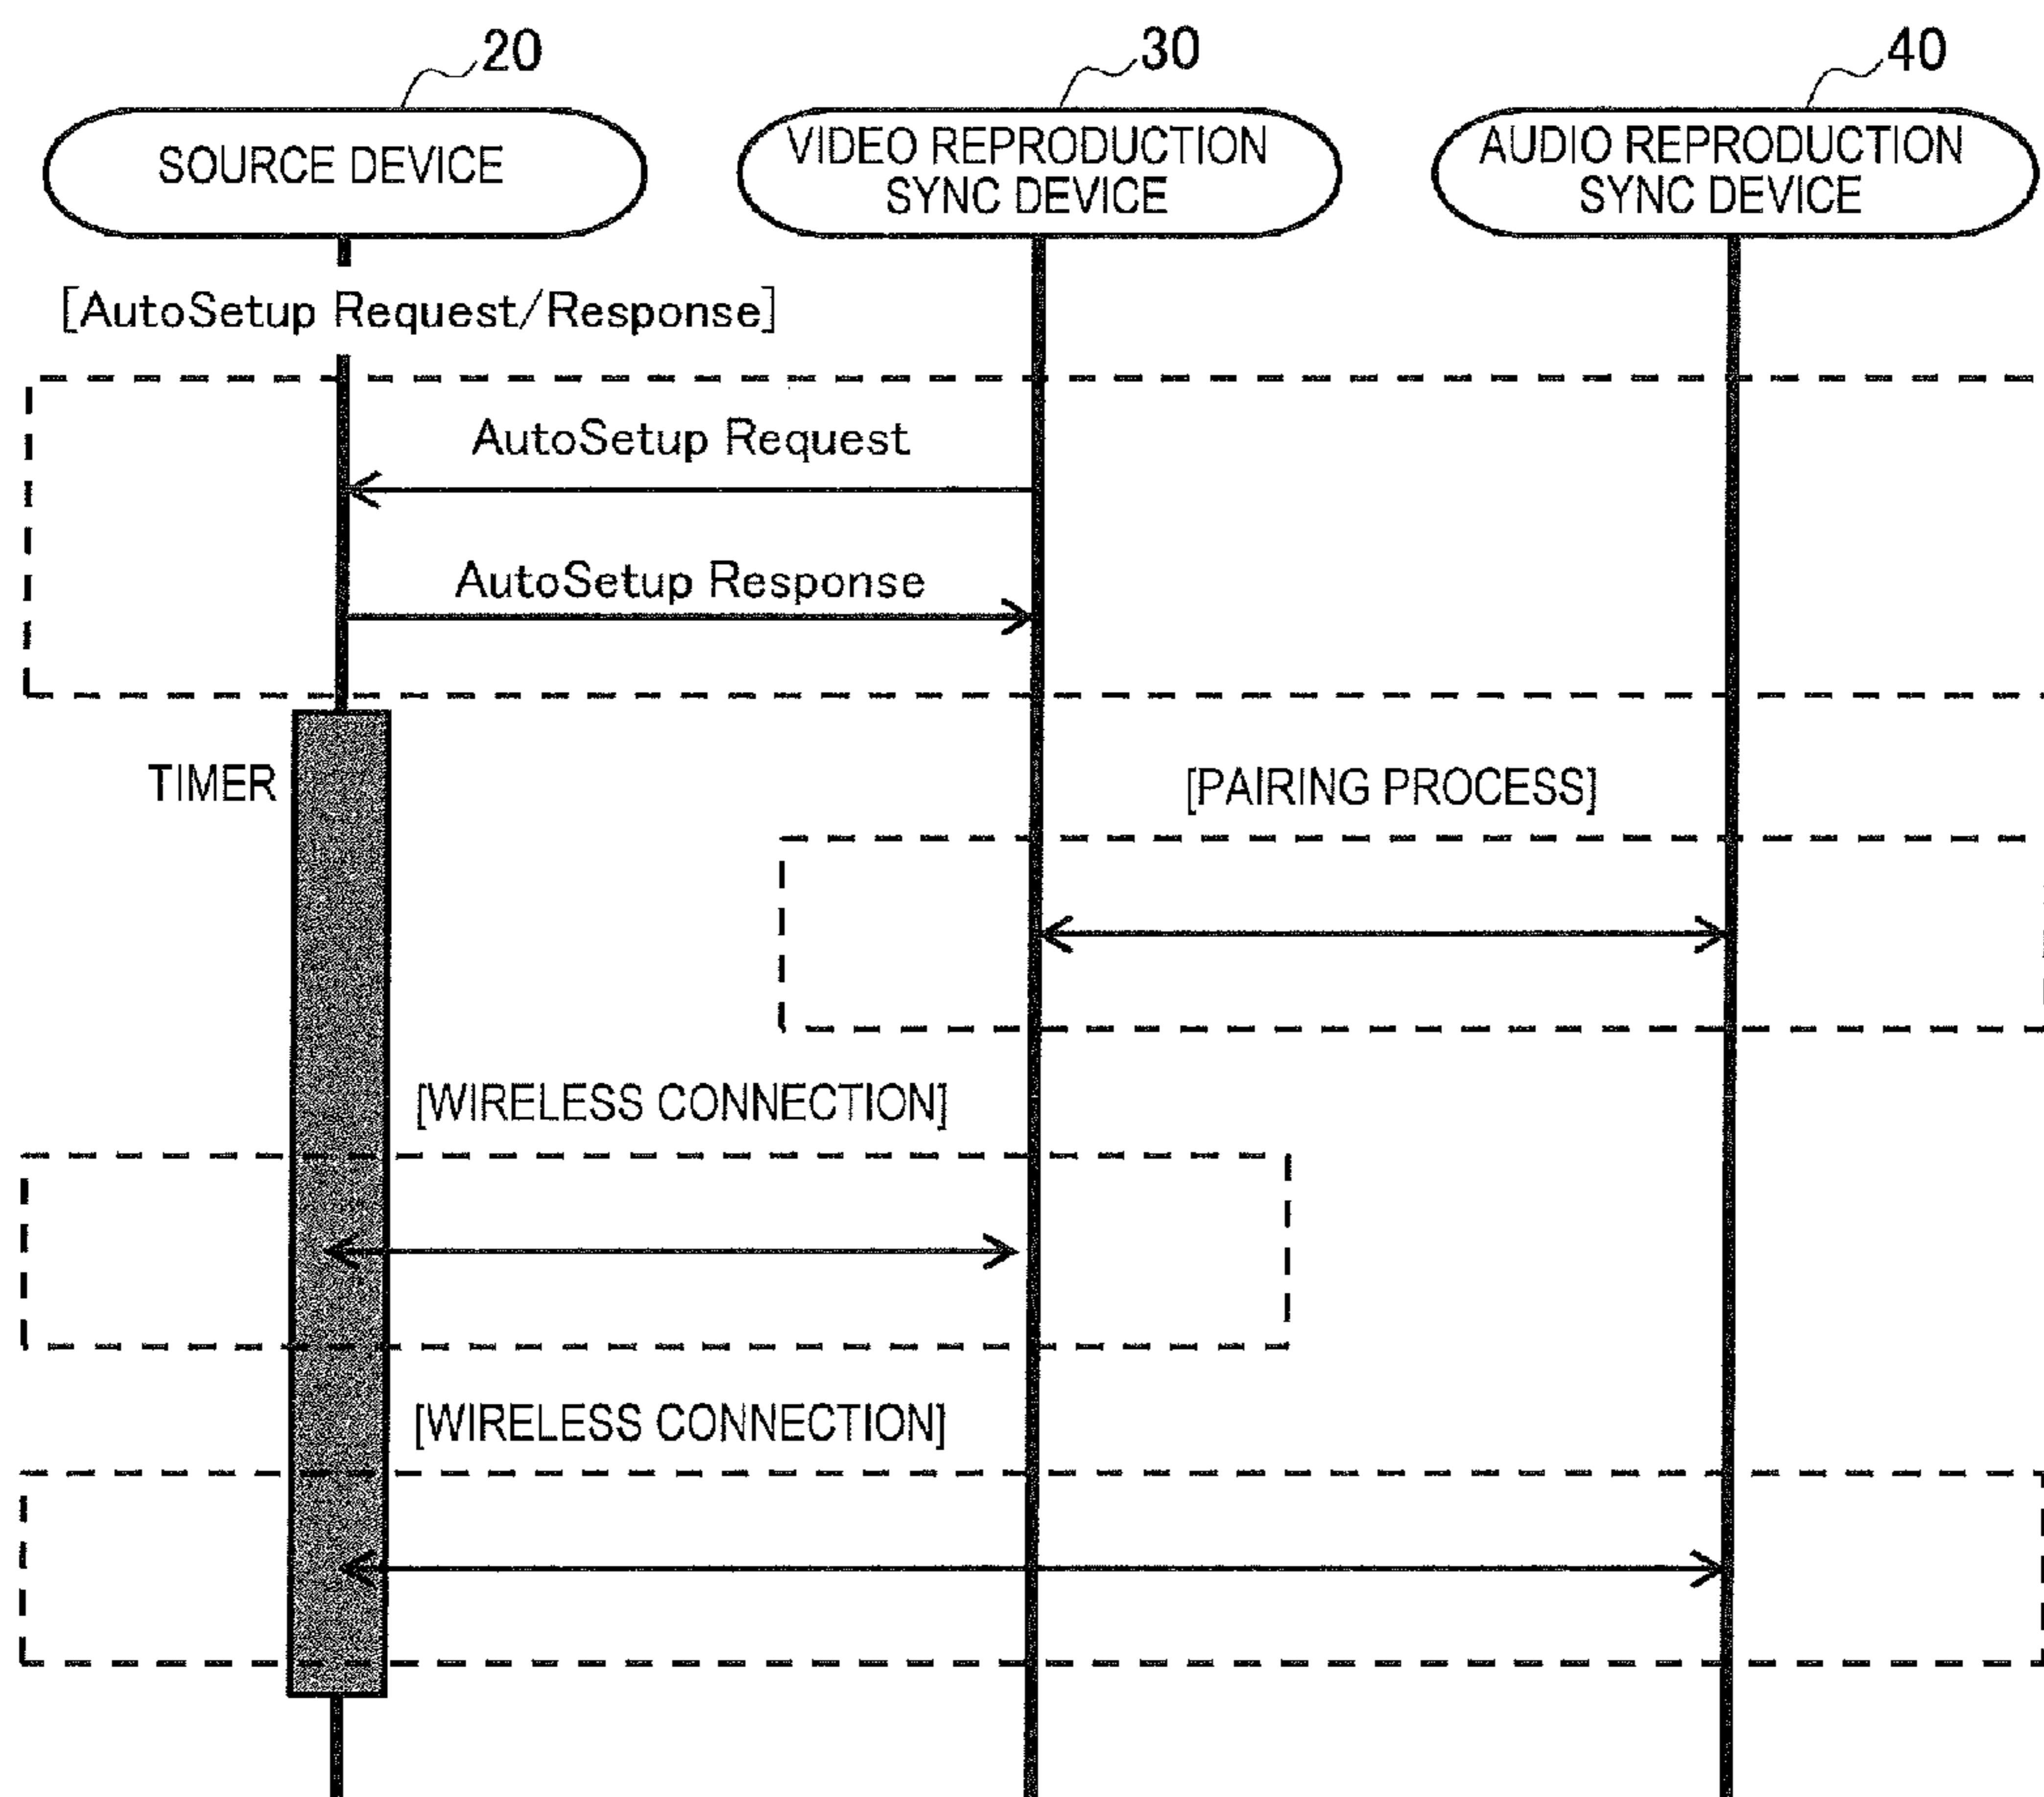 20
30
40
SOURCE DEVICE
VIDEO REPRODUCTION
SYNC DEVICE
AUDIO REPRODUCTION
SYNC DEVICE
[AutoSetup Request/Response]
AutoSetup Request
AutoSetup Response
TIMER
[PAIRING PROCESS]
[WIRELESS CONNECTION]
[WIRELESS CONNECTION]